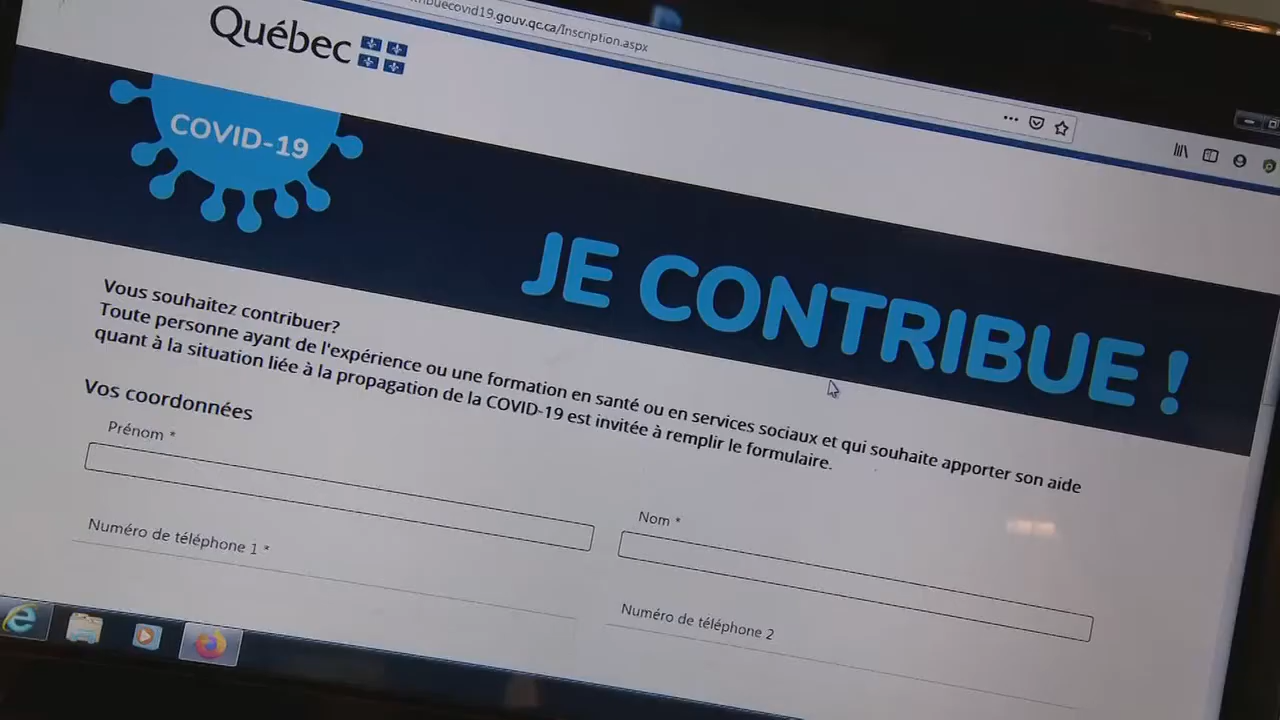 buecovid19.gouv.qc.ca/Inscription.aspx
Québec
COVID-19
JE CONTRIBUE !
Vous souhaitez contribuer?
Toute personne ayant de l'expérience ou une formation en santé ou en services sociaux et qui souhaite apporter son aide
quant à la situation liée à la propagation de la COVID-19 est invitée à remplir le formulaire.
Vos coordonnées
Prénom *
Nom *
Numéro de téléphone 1 *
Numéro de téléphone 2